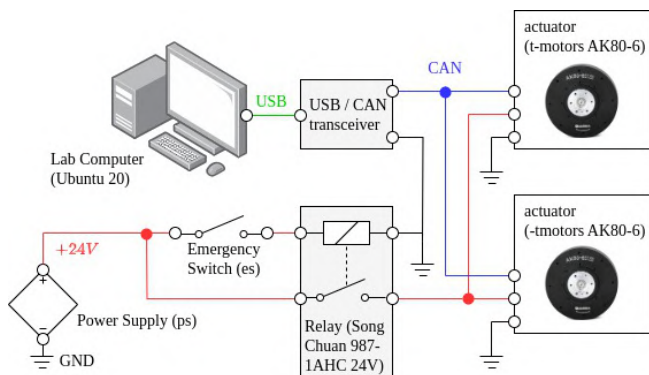 actuator
(t-motors AK80-6)
CAN
USB
USB / CAN
transceiver
Lab Computer
(Ubuntu 20)
actuator
(-tmotors AK80-6)
+24V
Emergency
Switch (es)
+
Power Supply (ps)
−
GND
Relay (Song
Chuan 987-
1AHC 24V)